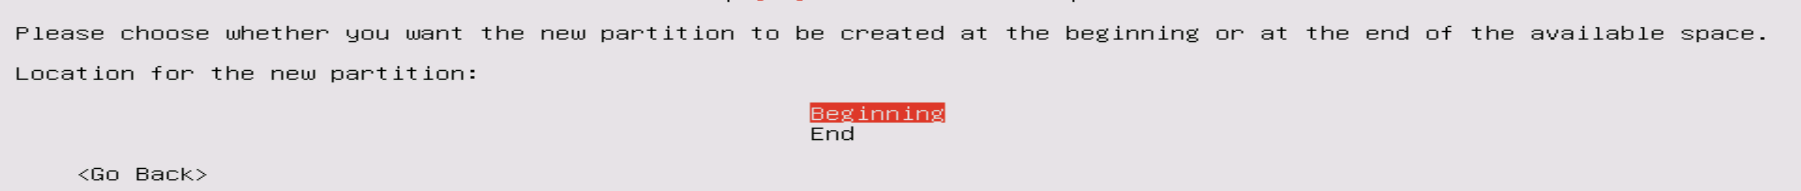 Please choose whether you want the new partition to be created at the beginning or at the end of the available space.
Location for the new partition:
Beginning
End
<Go Back>